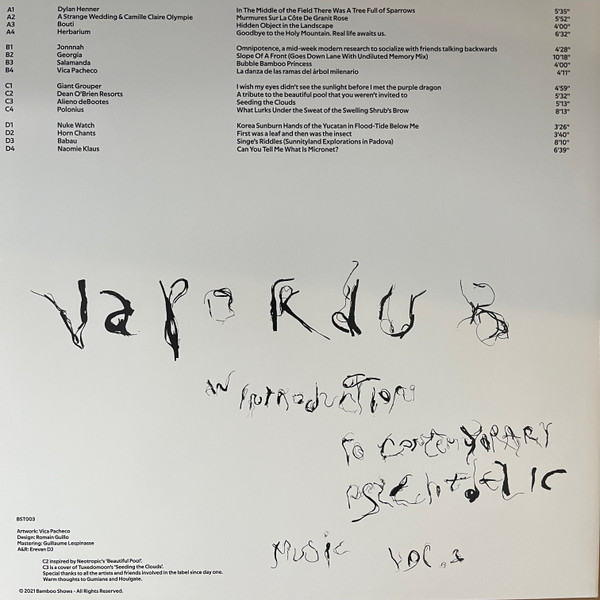 A1 Dylan Henner In the Middle of the Field There Was A Tree Full of Sparrows 5'35"
A2 A Strange Wedding & Camille Claire Olympie Murmures Sur La Côte De Granit Rose 5'52"
A3 Bouti Hidden Object in the Landscape 4'00"
A4 Herbarium Goodbye to the Holy Mountain. Real life awaits us. 6'32"
B1 Jonnnah Omnipotence, a mid-week modern research to socialize with friends talking backwards 4'28"
B2 Georgia Slope Of A Front (Goes Down Lane With Undiluted Memory Mix) 10'18"
B3 Salamanda Bubble Bamboo Princess 4'00"
B4 Vica Pacheco La danza de las ramas del árbol milenario 4'11"
C1 Giant Grouper I wish my eyes didn't see the sunlight before I met the purple dragon 4'59"
C2 Dean O'Brien Resorts A tribute to the beautiful pool that you weren't invited to 5'32"
C3 Alieno deBootes Seeding the Clouds 5'13"
C4 Polonius What Lurks Under the Sweat of the Swelling Shrub's Brow 8'13"
D1 Nuke Watch Korea Sunburn Hands of the Yucatan in Flood-Tide Below Me 3'26"
D2 Horn Chants First was a leaf and then was the insect 3'40"
D3 Babau Singe's Riddles (Sunnityland Explorations in Padova) 8'10"
D4 Naomie Klaus Can You Tell Me What Is Micronet? 6'39"
VapoRdub
AN iNtRoduCTioN
to CoNteMpoRARY
PSYChEdELIC
MUSiC VOL.3
BST003
Artwork: Vica Pacheco
Design: Romain Guillo
Mastering: Guillaume Lespinasse
A&R: Erevan DJ
C2 inspired by Neotropic's 'Beautiful Pool'.
C3 is a cover of Tuxedomoon's 'Seeding the Clouds'.
Special thanks to all the artists and friends involved in the label since day one.
Warm thoughts to Gumiane and Houlgate.
© 2021 Bamboo Shows - All Rights Reserved.